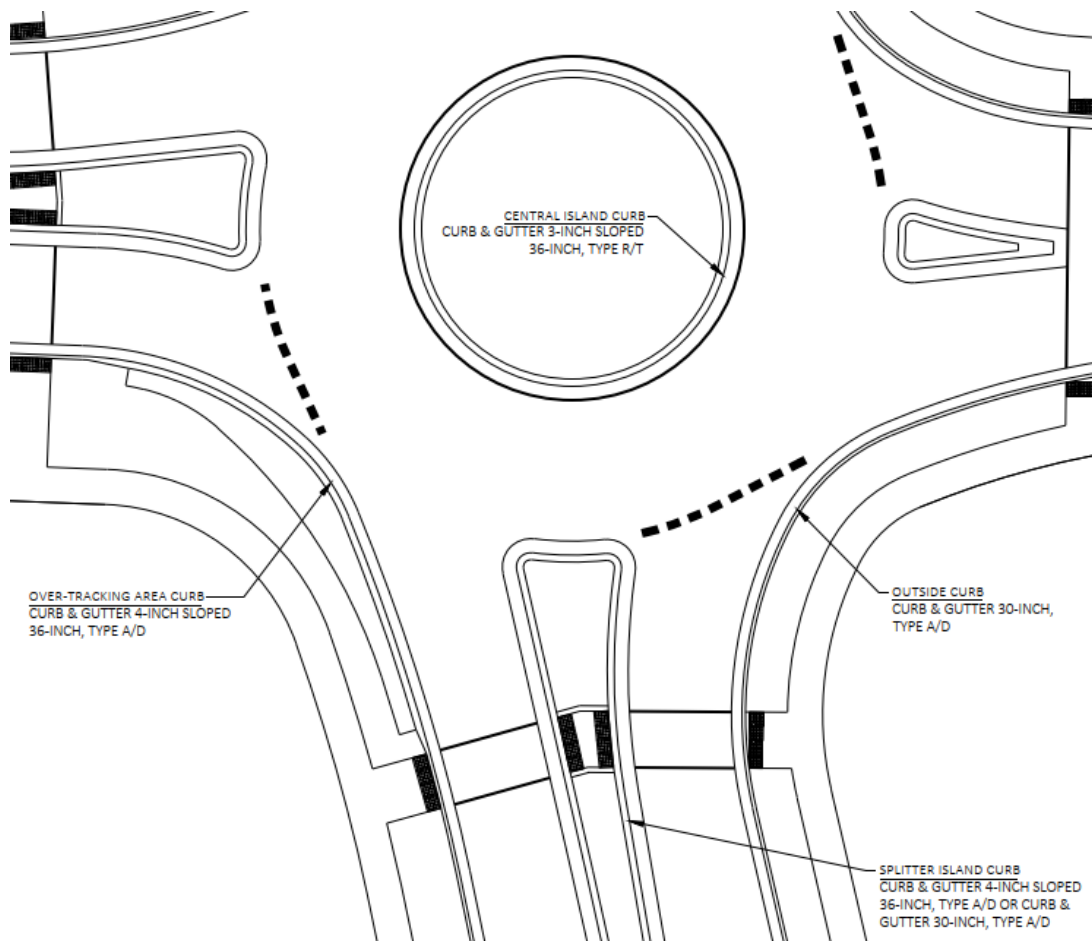 CENTRAL ISLAND CURB
CURB & GUTTER 3-INCH SLOPED
36-INCH, TYPE R/T
OVER-TRACKING AREA CURB
CURB & GUTTER 4-INCH SLOPED
36-INCH, TYPE A/D
OUTSIDE CURB
CURB & GUTTER 30-INCH,
TYPE A/D
SPLITTER ISLAND CURB
CURB & GUTTER 4-INCH SLOPED
36-INCH, TYPE A/D OR CURB &
GUTTER 30-INCH, TYPE A/D